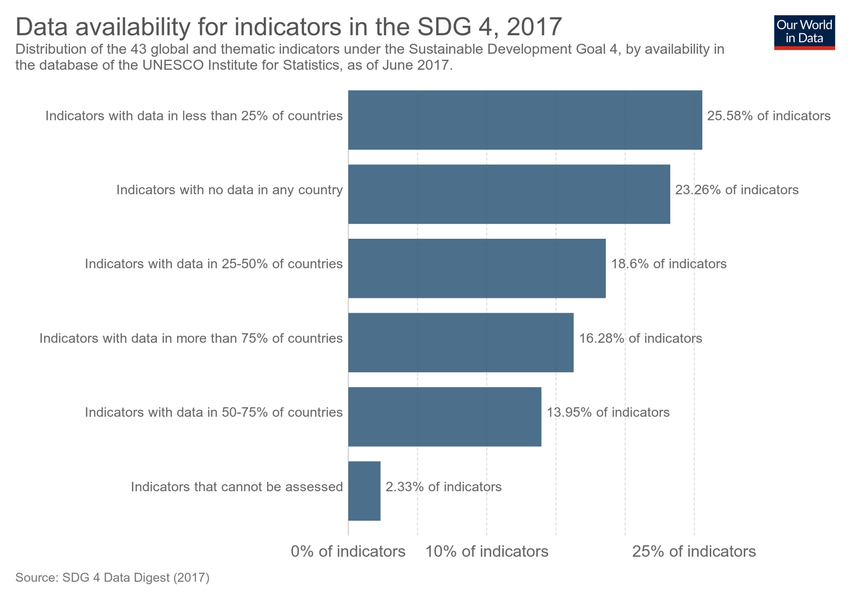 Data availability for indicators in the SDG 4, 2017
Our World
in Data
Distribution of the 43 global and thematic indicators under the Sustainable Development Goal 4, by availability in
the database of the UNESCO Institute for Statistics, as of June 2017.
Indicators with data in less than 25% of countries
25.58% of indicators
Indicators with no data in any country
23.26% of indicators
Indicators with data in 25-50% of countries
18.6% of indicators
Indicators with data in more than 75% of countries
16.28% of indicators
Indicators with data in 50-75% of countries
13.95% of indicators
Indicators that cannot be assessed
2.33% of indicators
0% of indicators
10% of indicators
25% of indicators
Source: SDG 4 Data Digest (2017)